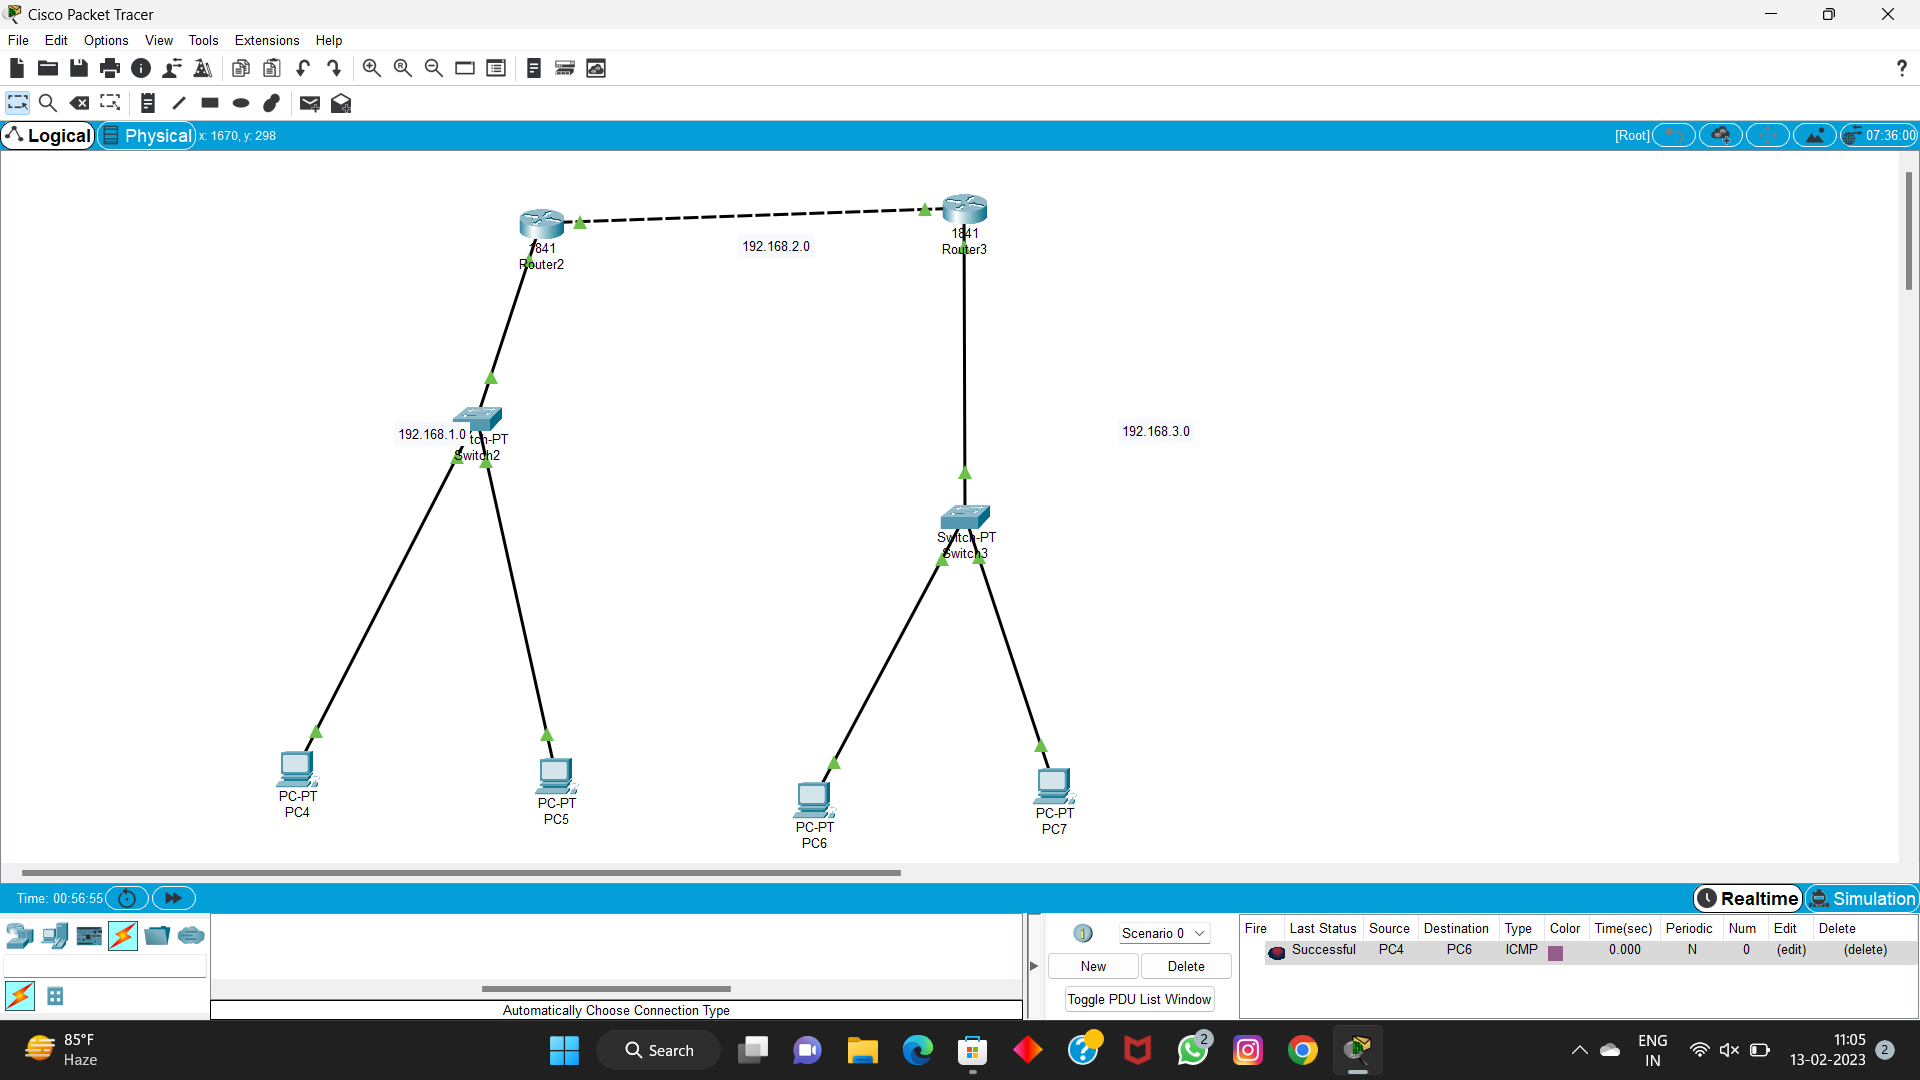 Cisco Packet Tracer
File Edit Options View Tools Extensions Help
?
Logical Physical x: 1670, y: 298 [Root] 07:36:00
1841
Router2
192.168.2.0
1841
Router3
192.168.1.0
tch-PT
Switch2
192.168.3.0
Switch-PT
Switch3
PC-PT
PC4
PC-PT
PC5
PC-PT
PC6
PC-PT
PC7
Time: 00:56:55 Realtime Simulation
Scenario 0
New Delete
Toggle PDU List Window
Fire Last Status Source Destination Type Color Time(sec) Periodic Num Edit Delete
Successful PC4 PC6 ICMP 0.000 N 0 (edit) (delete)
Automatically Choose Connection Type
85°F
Haze
Search
2
ENG
IN
11:05
13-02-2023
2